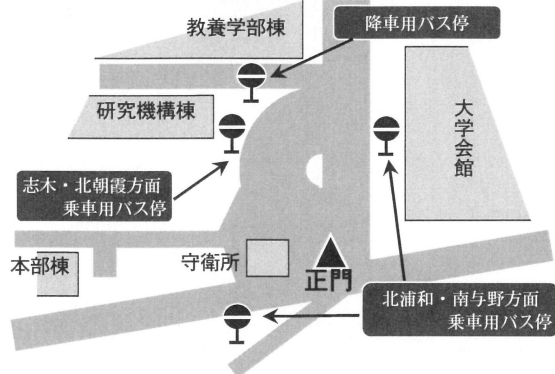 教養学部棟
降車用バス停
研究機構棟
大学会館
志木・北朝霞方面
乗車用バス停
本部棟
守衛所
正門
北浦和・南与野方面
乗車用バス停